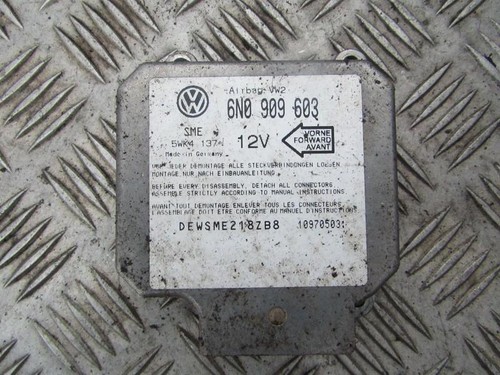 Airbag VW2
6N0 909 603
SME
5WK4 137
12V
VORNE
FORWARD
AVANT
Made in Germany
VOR JEDER DEMONTAGE ALLE STECKVERBINDUNGEN LOESEN
MONTAGE NUR NACH EINBAUANLEITUNG
BEFORE EVERY DISASSEMBLY, DETACH ALL CONNECTORS
ASSEMBLE STRICTLY ACCORDING TO MANUAL INSTRUCTIONS
AVANT TOUT DEMONTAGE ENLEVER TOUS LES CONNECTEURS
L'ASSEMBLAGE DOIT ETRE CONFORME AU MANUEL D'INSTRUCTION
DEWSME218ZB8
10970503